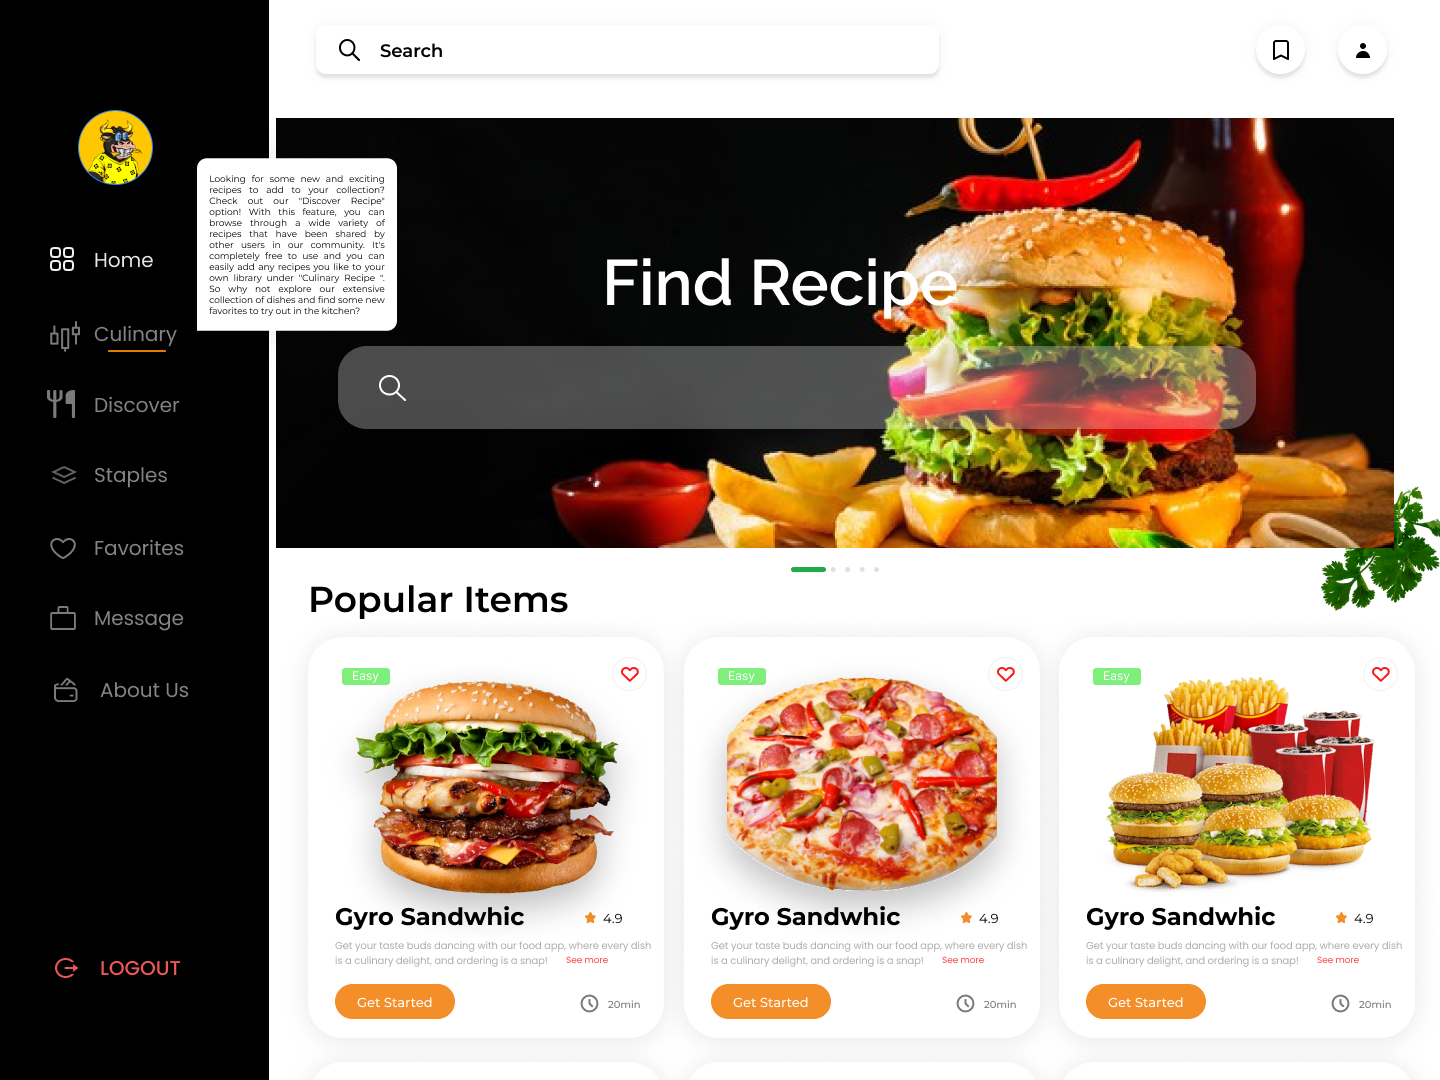 Search
Looking for some new and exciting
recipes to add to your collection?
Check out our "Discover Recipe"
option! With this feature, you can
browse through a wide variety of
recipes that have been shared by
other users in our community. It's
completely free to use and you can
easily add any recipes you like to your
own library under "Culinary Recipe ".
So why not explore our extensive
collection of dishes and find some new
favorites to try out in the kitchen?
Home
Culinary
Discover
Staples
Favorites
Message
About Us
LOGOUT
Find Recipe
Popular Items
Easy
Gyro Sandwhic
4.9
Get your taste buds dancing with our food app, where every dish
is a culinary delight, and ordering is a snap! See more
Get Started
20min
Easy
Gyro Sandwhic
4.9
Get your taste buds dancing with our food app, where every dish
is a culinary delight, and ordering is a snap! See more
Get Started
20min
Easy
Gyro Sandwhic
4.9
Get your taste buds dancing with our food app, where every dish
is a culinary delight, and ordering is a snap! See more
Get Started
20min